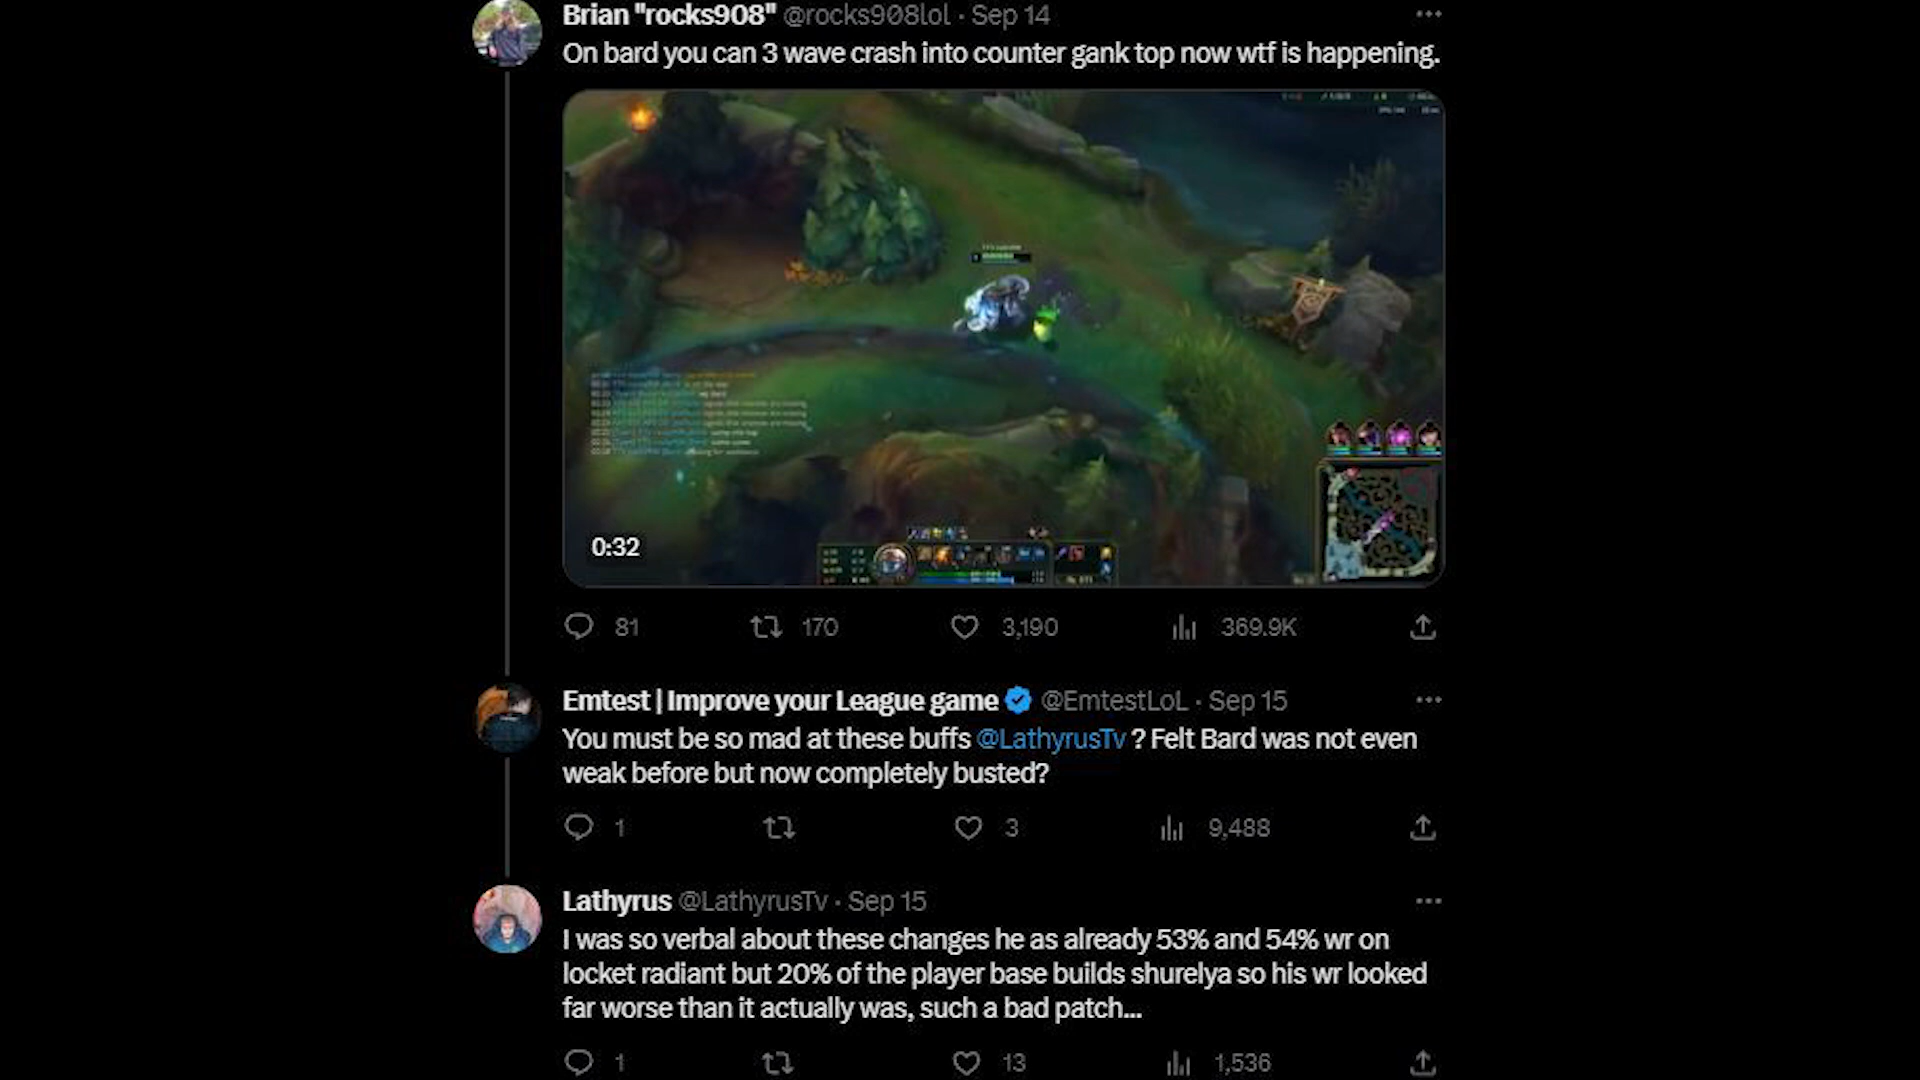 Brian "rocks908" @rocks908lol · Sep 14
On bard you can 3 wave crash into counter gank top now wtf is happening.
0:32
81 170 3,190 369.9K
Emtest | Improve your League game @EmtestLoL · Sep 15
You must be so mad at these buffs @LathyrusTv ? Felt Bard was not even
weak before but now completely busted?
1 3 9,488
Lathyrus @LathyrusTv · Sep 15
I was so verbal about these changes he as already 53% and 54% wr on
locket radiant but 20% of the player base builds shurelya so his wr looked
far worse than it actually was, such a bad patch...
1 13 1,536